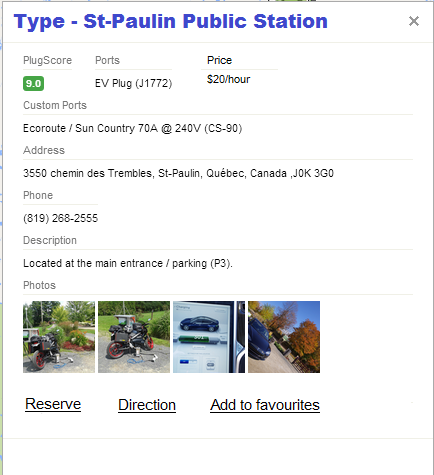 Type - St-Paulin Public Station ×
PlugScore Ports Price
9.0 EV Plug (J1772) $20/hour
Custom Ports
Ecoroute / Sun Country 70A @ 240V (CS-90)
Address
3550 chemin des Trembles, St-Paulin, Québec, Canada ,J0K 3G0
Phone
(819) 268-2555
Description
Located at the main entrance / parking (P3).
Photos
Reserve Direction Add to favourites